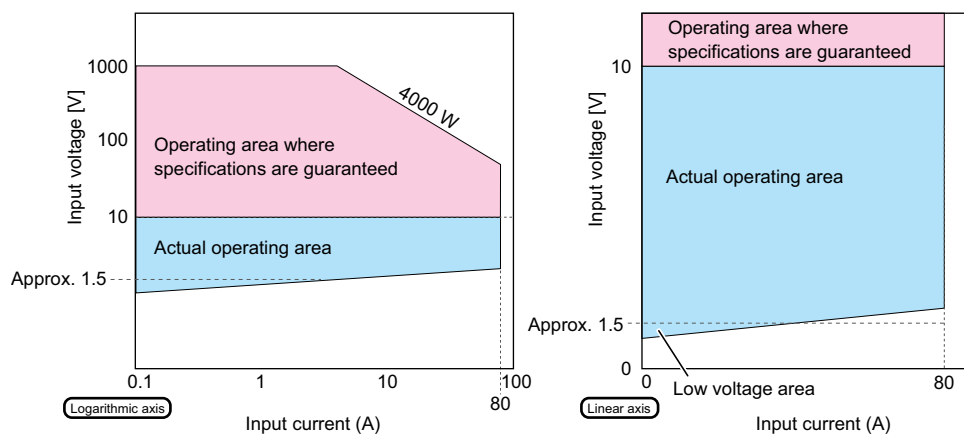 1000
100
10
Approx. 1.5
Input voltage [V]
4000 W
Operating area where
specifications are guaranteed
Actual operating area
0.1
1
10
100
80
Logarithmic axis
Input current (A)
Operating area where
specifications are guaranteed
10
Input voltage [V]
Actual operating area
Approx. 1.5
0
0
Low voltage area
80
Linear axis
Input current (A)